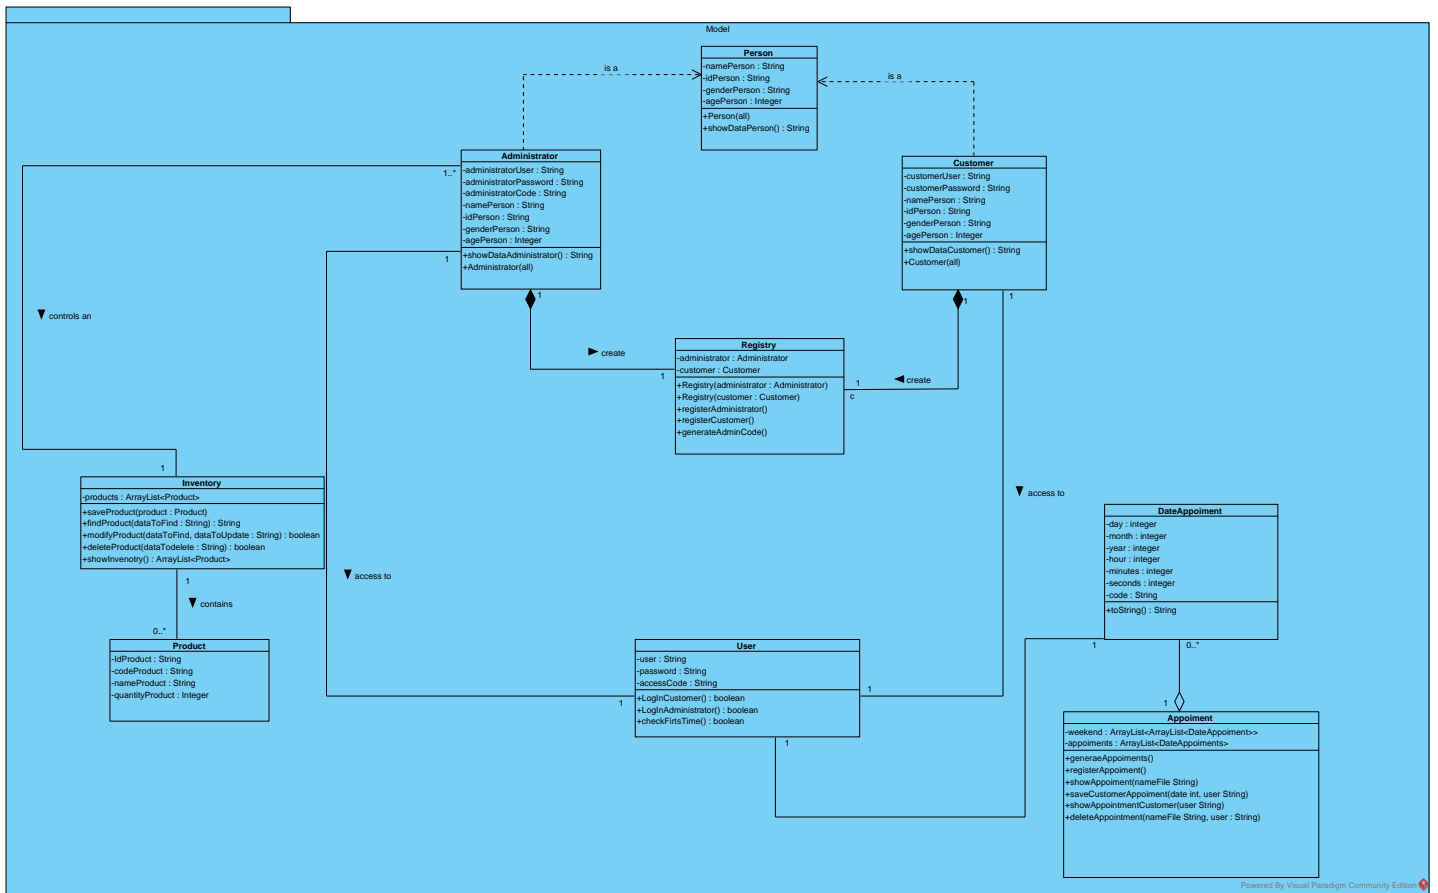 Model
Person
-namePerson : String
-idPerson : String
-genderPerson : String
-agePerson : Integer
+Person(all)
+showDataPerson() : String
is a
is a
Administrator
-administratorUser : String
-administratorPassword : String
-administratorCode : String
-namePerson : String
-idPerson : String
-genderPerson : String
-agePerson : Integer
+showDataAdministrator() : String
+Administrator(all)
1..*
1
1
Customer
-customerUser : String
-customerPassword : String
-namePerson : String
-idPerson : String
-genderPerson : String
-agePerson : Integer
+showDataCustomer() : String
+Customer(all)
1
1
controls an
create
create
Registry
-administrator : Administrator
-customer : Customer
+Registry(administrator : Administrator)
+Registry(customer : Customer)
+registerAdministrator()
+registerCustomer()
+generateAdminCode()
1
1
c
1
Inventory
-products : ArrayList<Product>
+saveProduct(product : Product)
+findProduct(dataToFind : String) : String
+modifyProduct(dataToFind, dataToUpdate : String) : boolean
+deleteProduct(dataTodelete : String) : boolean
+showInvenotry() : ArrayList<Product>
1
contains
0..*
access to
access to
Product
-IdProduct : String
-codeProduct : String
-nameProduct : String
-quantityProduct : Integer
User
-user : String
-password : String
-accessCode : String
+LogInCustomer() : boolean
+LogInAdministrator() : boolean
+checkFirtsTime() : boolean
1
1
1
DateAppoiment
-day : integer
-month : integer
-year : integer
-hour : integer
-minutes : integer
-seconds : integer
-code : String
+toString() : String
1
0..*
1
Appoiment
-weekend : ArrayList<ArrayList<DateAppoiment>>
-appoiments : ArrayList<DateAppoiments>
+generaeAppoiments()
+registerAppoiment()
+showAppoiment(nameFile String)
+saveCustomerAppoiment(date int, user String)
+showAppointmentCustomer(user String)
+deleteAppointment(nameFile String, user : String)
Powered By Visual Paradigm Community Edition